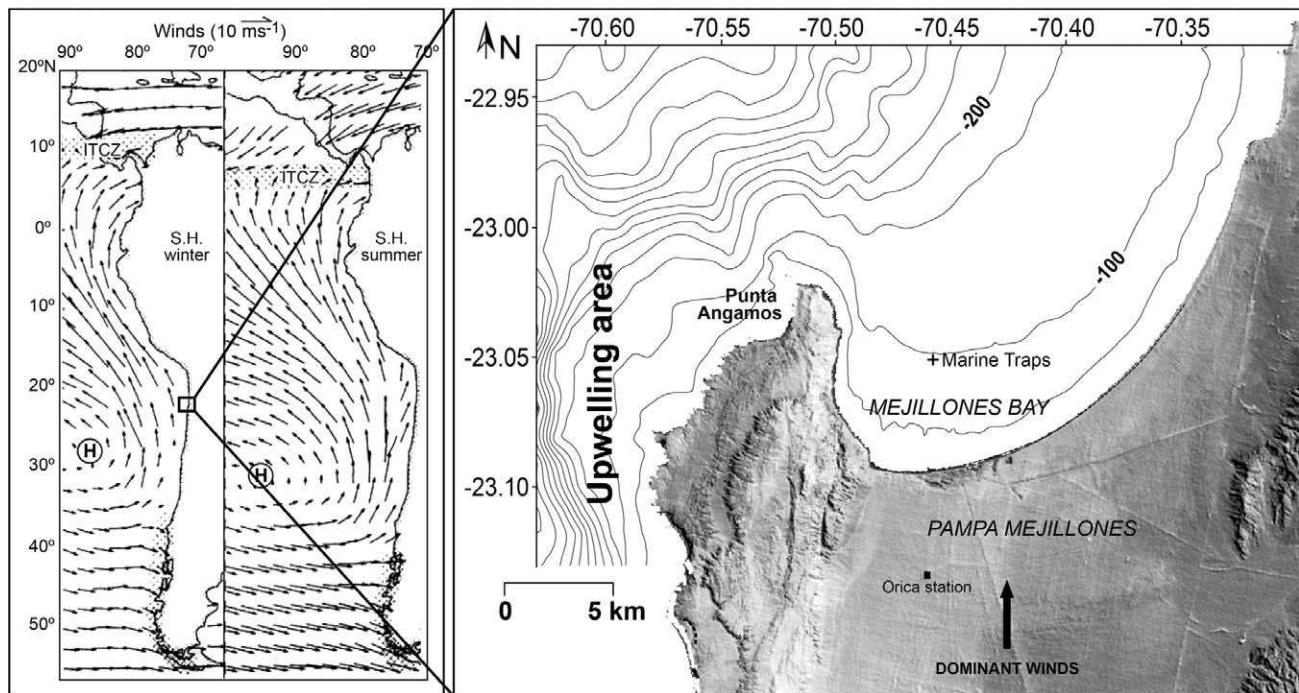 Winds (10 ms-1)
90º 80º 70º 90º 80º 70º
20ºN
10º
0º
10º
20º
30º
40º
50º
ITCZ
ITCZ
S.H.
winter
S.H.
summer
H
H
N
-70.60 -70.55 -70.50 -70.45 -70.40 -70.35
-22.95
-23.00
-23.05
-23.10
-200
-100
Upwelling area
Punta
Angamos
Marine Traps
MEJILLONES BAY
PAMPA MEJILLONES
Orica station
0 5 km
DOMINANT WINDS